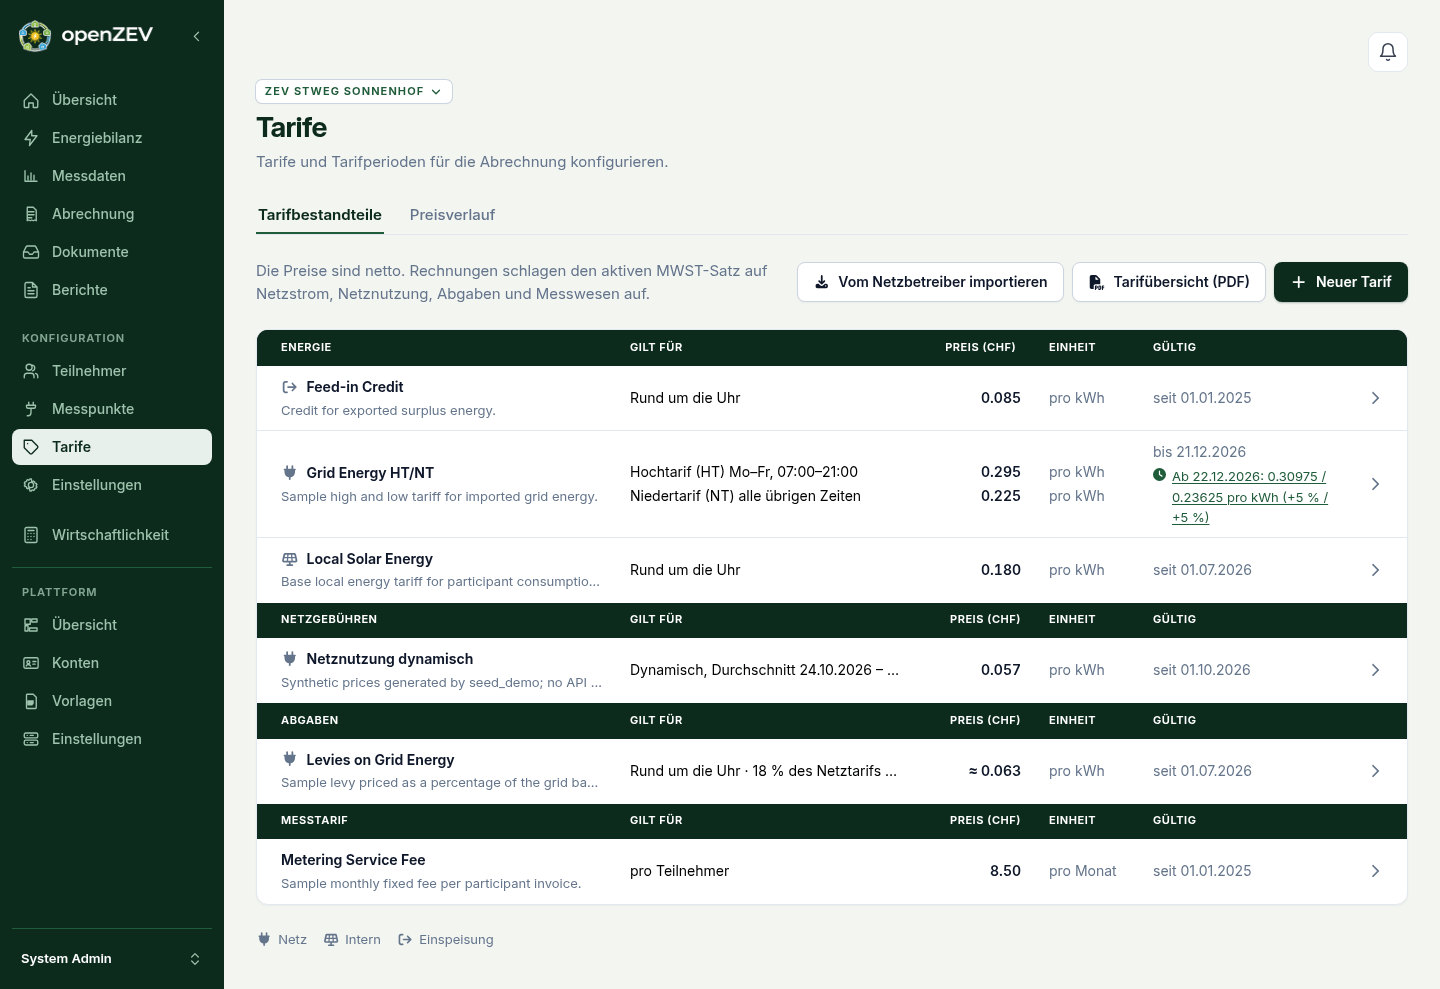 openZEV
Übersicht
Energiebilanz
Messdaten
Abrechnung
Dokumente
Berichte
KONFIGURATION
Teilnehmer
Messpunkte
Tarife
Einstellungen
Wirtschaftlichkeit
PLATTFORM
Übersicht
Konten
Vorlagen
Einstellungen
System Admin
ZEV STWEG SONNENHOF
Tarife
Tarife und Tarifperioden für die Abrechnung konfigurieren.
Tarifbestandteile Preisverlauf
Die Preise sind netto. Rechnungen schlagen den aktiven MWST-Satz auf
Netzstrom, Netznutzung, Abgaben und Messwesen auf.
Vom Netzbetreiber importieren Tarifübersicht (PDF) Neuer Tarif
ENERGIE GILT FÜR PREIS (CHF) EINHEIT GÜLTIG
Feed-in Credit
Credit for exported surplus energy.
Rund um die Uhr 0.085 pro kWh seit 01.01.2025
Grid Energy HT/NT
Sample high and low tariff for imported grid energy.
Hochtarif (HT) Mo–Fr, 07:00–21:00 0.295 pro kWh
Niedertarif (NT) alle übrigen Zeiten 0.225 pro kWh
bis 21.12.2026
Ab 22.12.2026: 0.30975 /
0.23625 pro kWh (+5 % /
+5 %)
Local Solar Energy
Base local energy tariff for participant consumptio...
Rund um die Uhr 0.180 pro kWh seit 01.07.2026
NETZGEBÜHREN GILT FÜR PREIS (CHF) EINHEIT GÜLTIG
Netznutzung dynamisch
Synthetic prices generated by seed_demo; no API ...
Dynamisch, Durchschnitt 24.10.2026 – ... 0.057 pro kWh seit 01.10.2026
ABGABEN GILT FÜR PREIS (CHF) EINHEIT GÜLTIG
Levies on Grid Energy
Sample levy priced as a percentage of the grid ba...
Rund um die Uhr · 18 % des Netztarifs ... ≈ 0.063 pro kWh seit 01.07.2026
MESSTARIF GILT FÜR PREIS (CHF) EINHEIT GÜLTIG
Metering Service Fee
Sample monthly fixed fee per participant invoice.
pro Teilnehmer 8.50 pro Monat seit 01.01.2025
Netz Intern Einspeisung